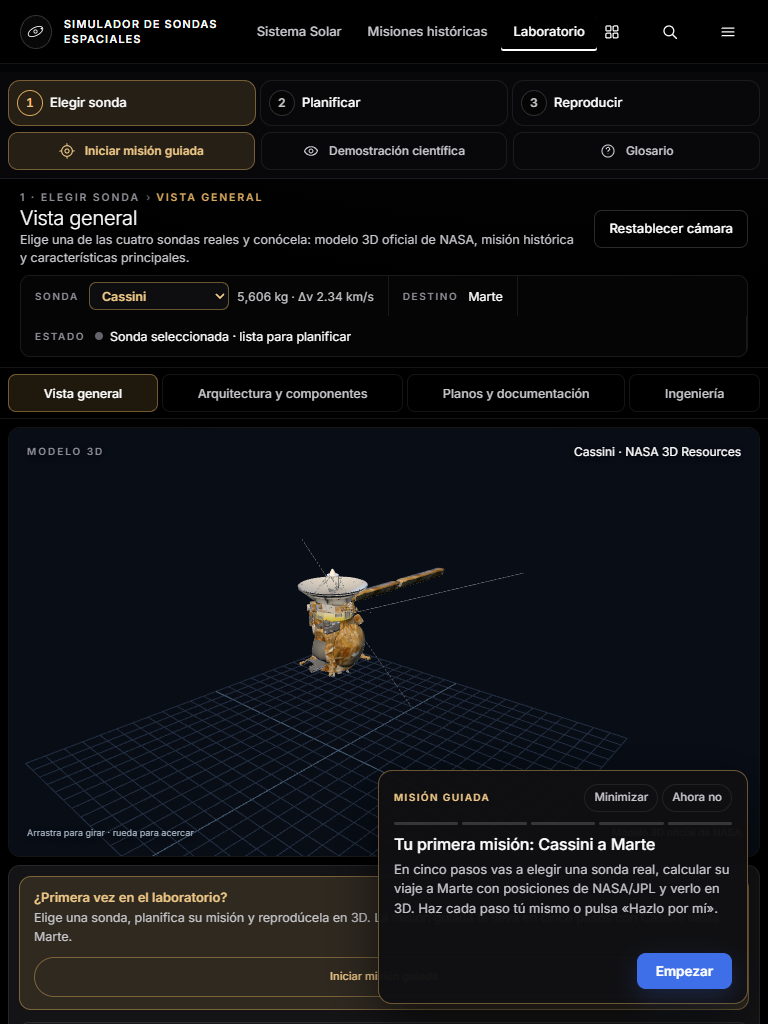 SIMULADOR DE SONDAS
ESPACIALES
Sistema Solar
Misiones históricas
Laboratorio
1 Elegir sonda
2 Planificar
3 Reproducir
Iniciar misión guiada
Demostración científica
Glosario
1 · ELEGIR SONDA › VISTA GENERAL
Vista general
Elige una de las cuatro sondas reales y conócela: modelo 3D oficial de NASA, misión histórica
y características principales.
Restablecer cámara
SONDA Cassini 5,606 kg · Δv 2.34 km/s
DESTINO Marte
ESTADO Sonda seleccionada · lista para planificar
Vista general
Arquitectura y componentes
Planos y documentación
Ingeniería
MODELO 3D
Cassini · NASA 3D Resources
Arrastra para girar · rueda para acercar
¿Primera vez en el laboratorio?
Elige una sonda, planifica su misión y reprodúcela en 3D.
Marte.
Iniciar
MISIÓN GUIADA
Minimizar
Ahora no
Tu primera misión: Cassini a Marte
En cinco pasos vas a elegir una sonda real, calcular su
viaje a Marte con posiciones de NASA/JPL y verlo en
3D. Haz cada paso tú mismo o pulsa «Hazlo por mí».
Empezar